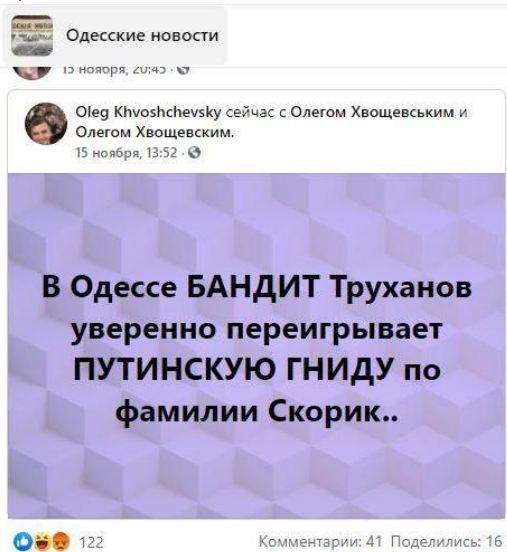 Одесские новости
15 ноября, 20:45 ·
Oleg Khvoshchevsky сейчас с Олегом Хвощевським и
Олегом Хвощевским.
15 ноября, 13:52 ·
В Одессе БАНДИТ Труханов
уверенно переигрывает
ПУТИНСКУЮ ГНИДУ по
фамилии Скорик..
122
Комментарии: 41 Поделились: 16